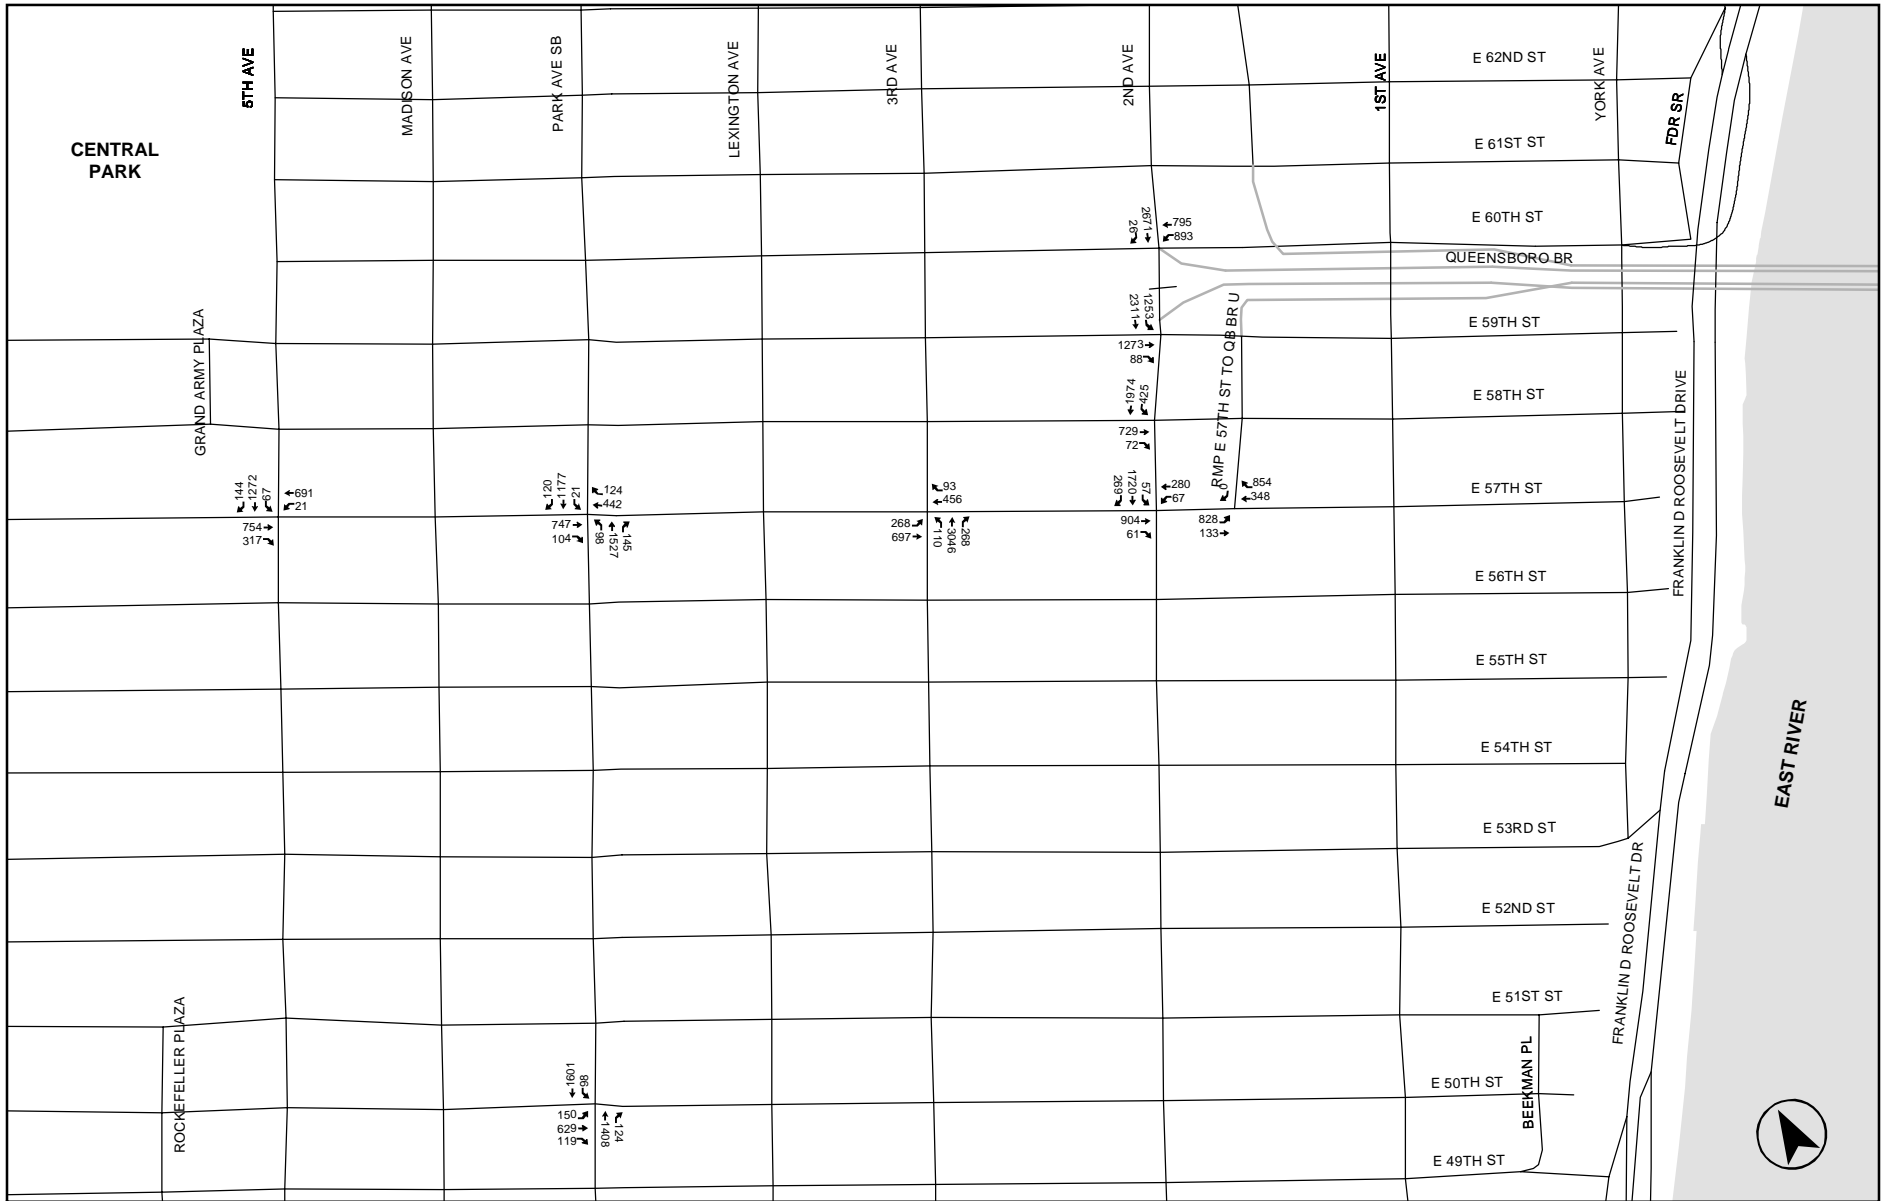 5TH AVE
MADISON AVE
PARK AVE SB
LEXINGTON AVE
3RD AVE
2ND AVE
1ST AVE
YORK AVE
FDR SR
E 62ND ST
CENTRAL
PARK
E 61ST ST
E 60TH ST
26
2671
795
893
QUEENSBORO BR
GRAND ARMY PLAZA
2311
1253
E 59TH ST
1273
88
RMP E 57TH ST TO QB BR U
FRANKLIN D ROOSEVELT DRIVE
1974
425
E 58TH ST
729
72
144
1272
67
691
21
754
317
120
1177
21
124
442
747
104
98
1527
145
93
456
268
697
110
3046
288
269
1720
57
280
67
904
61
0
854
348
828
133
E 57TH ST
E 56TH ST
E 55TH ST
E 54TH ST
EAST RIVER
E 53RD ST
FRANKLIN D ROOSEVELT DR
E 52ND ST
E 51ST ST
ROCKEFELLER PLAZA
BEEKMAN PL
1601
98
E 50TH ST
150
629
119
1408
124
E 49TH ST